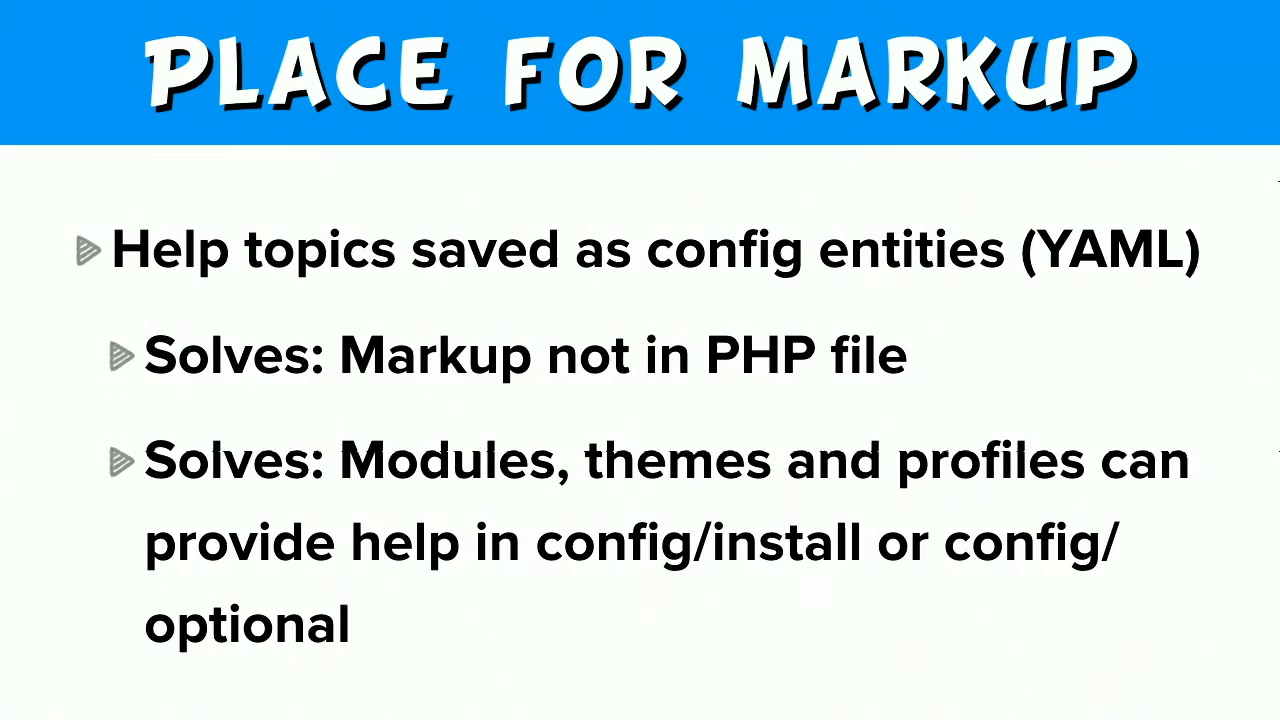 PLACE FOR MARKUP
Help topics saved as config entities (YAML)
Solves: Markup not in PHP file
Solves: Modules, themes and profiles can
provide help in config/install or config/
optional